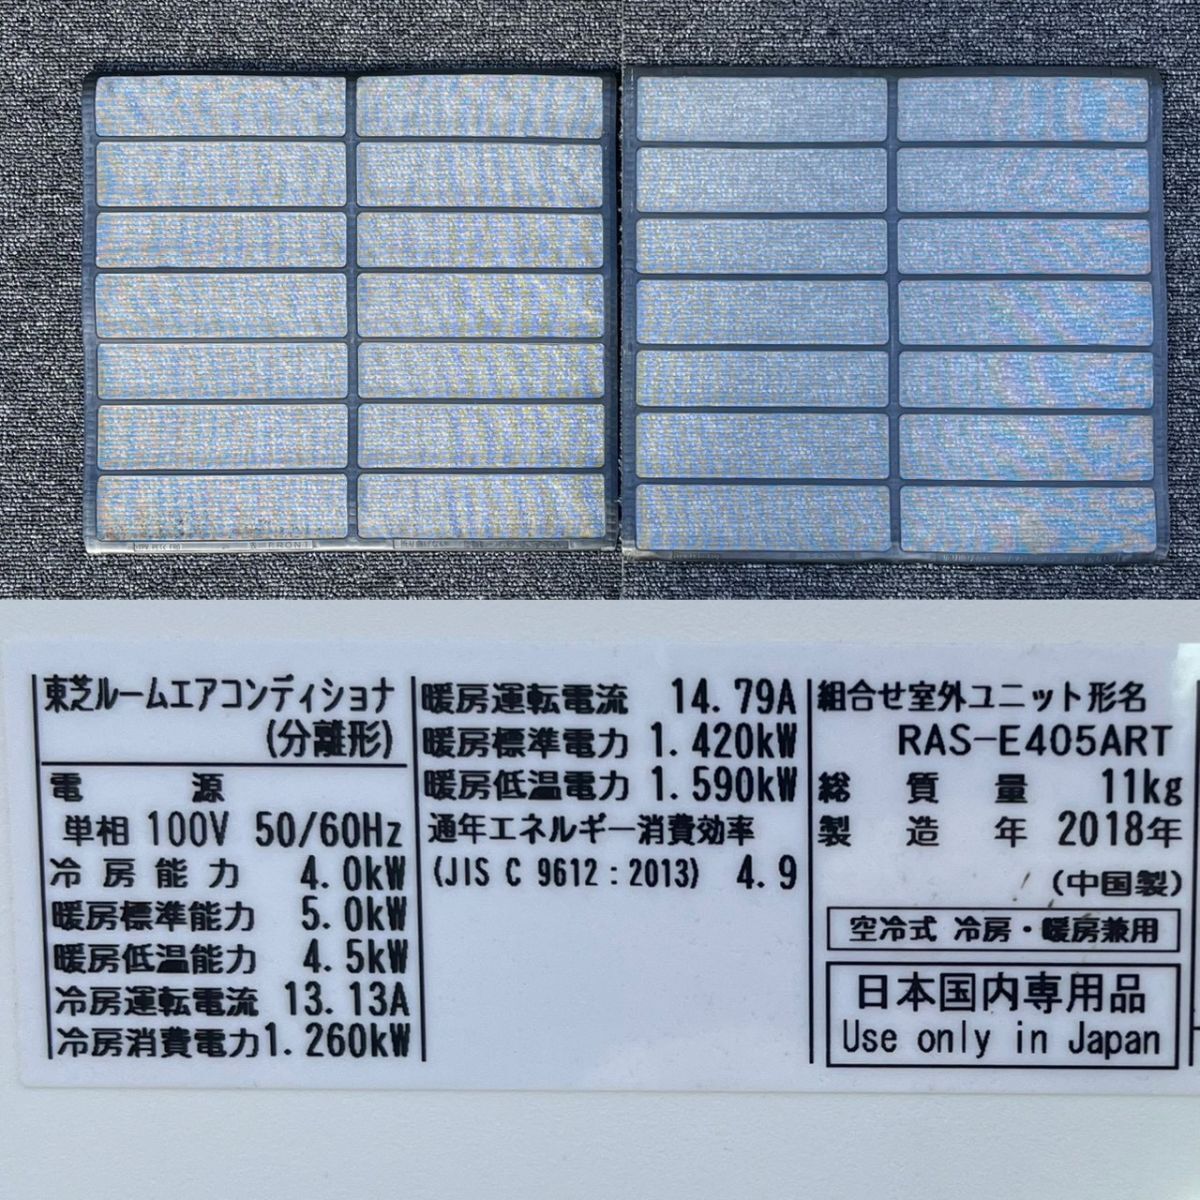 FRONT
東芝ルームエアコンディショナ
(分離形)
電 源
単相 100V 50/60Hz
冷房能力 4.0kW
暖房標準能力 5.0kW
暖房低温能力 4.5kW
冷房運転電流 13.13A
冷房消費電力 1.260kW
暖房運転電流 14.79A
暖房標準電力 1.420kW
暖房低温電力 1.590kW
通年エネルギー消費効率
(JIS C 9612 : 2013) 4.9
組合せ室外ユニット形名
RAS-E405ART
総 質 量 11kg
製 造 年 2018年
(中国製)
空冷式 冷房・暖房兼用
日本国内専用品
Use only in Japan